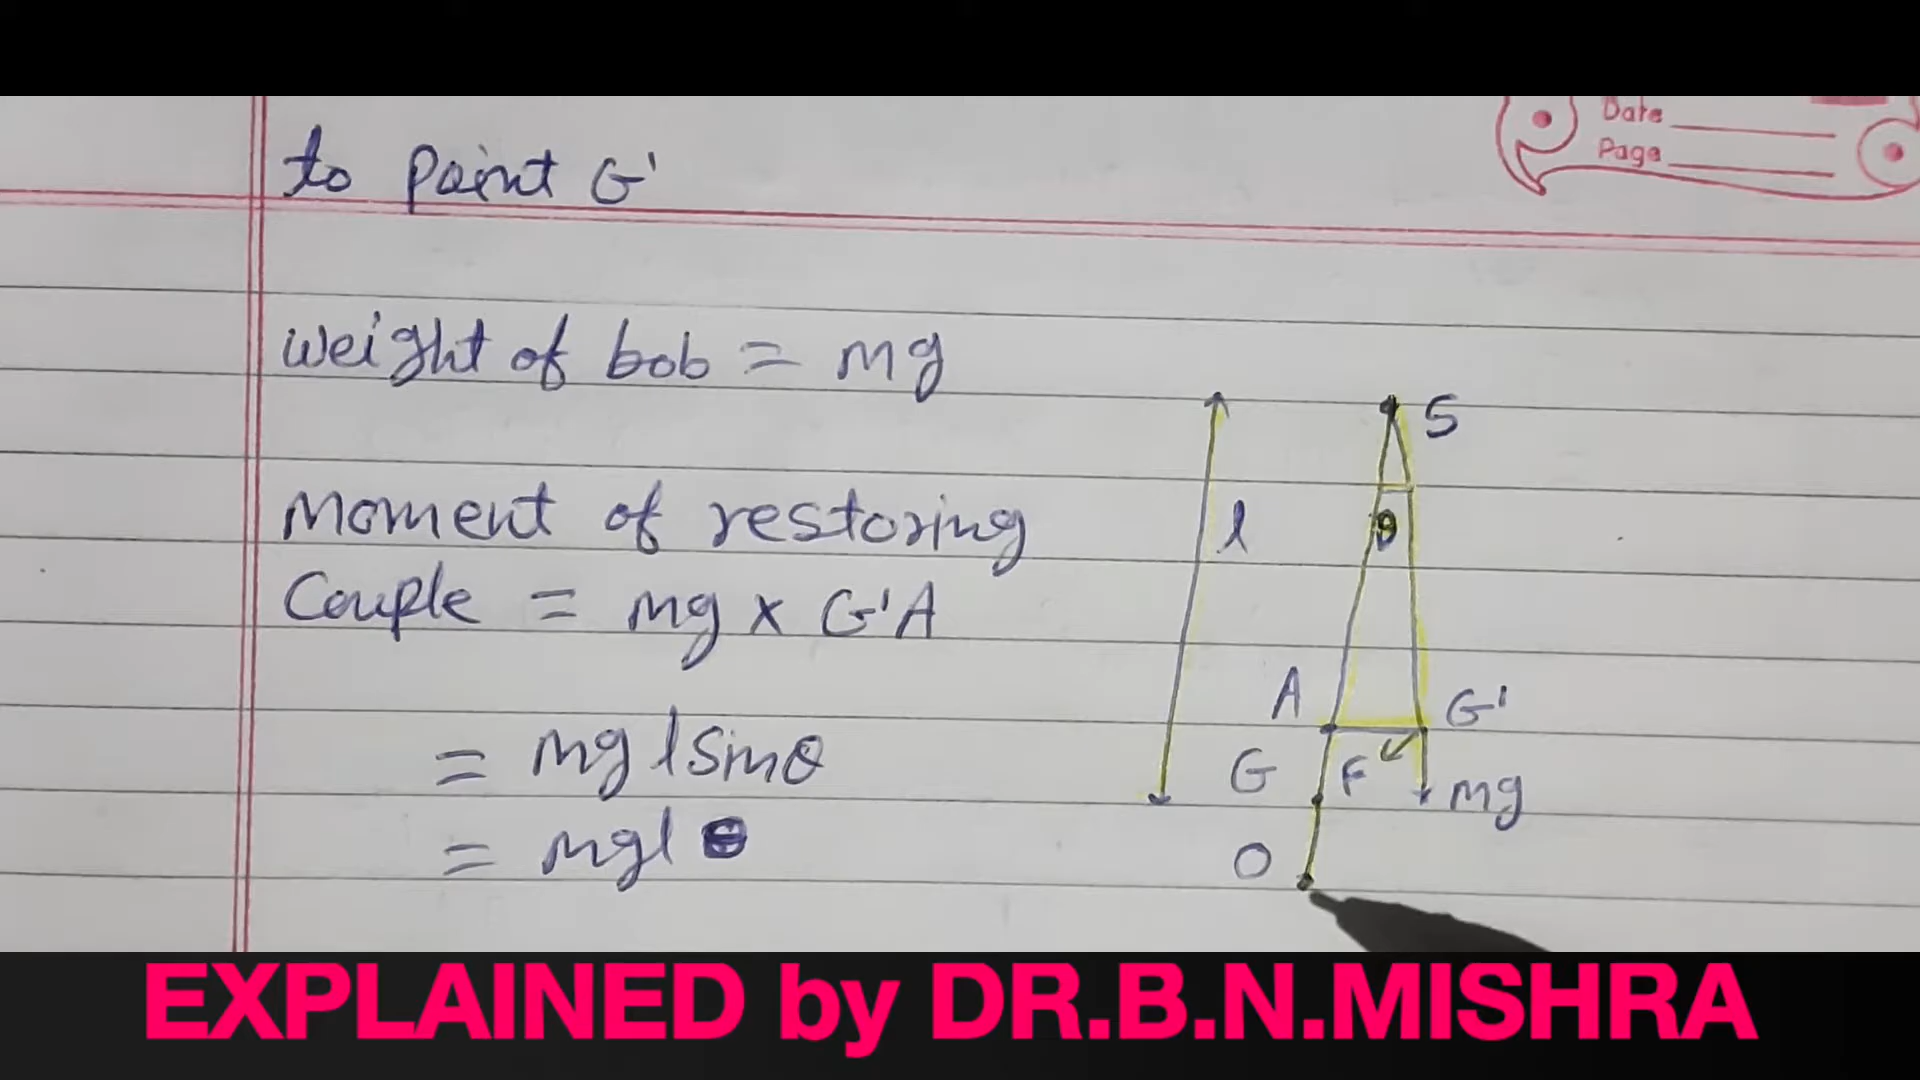 Date
Page
to point G'
weight of bob = mg
S
Moment of restoring
l
θ
Couple = mg x G'A
A
G'
= mg l sinθ
G
F
mg
= mgl θ
O
EXPLAINED by DR.B.N.MISHRA